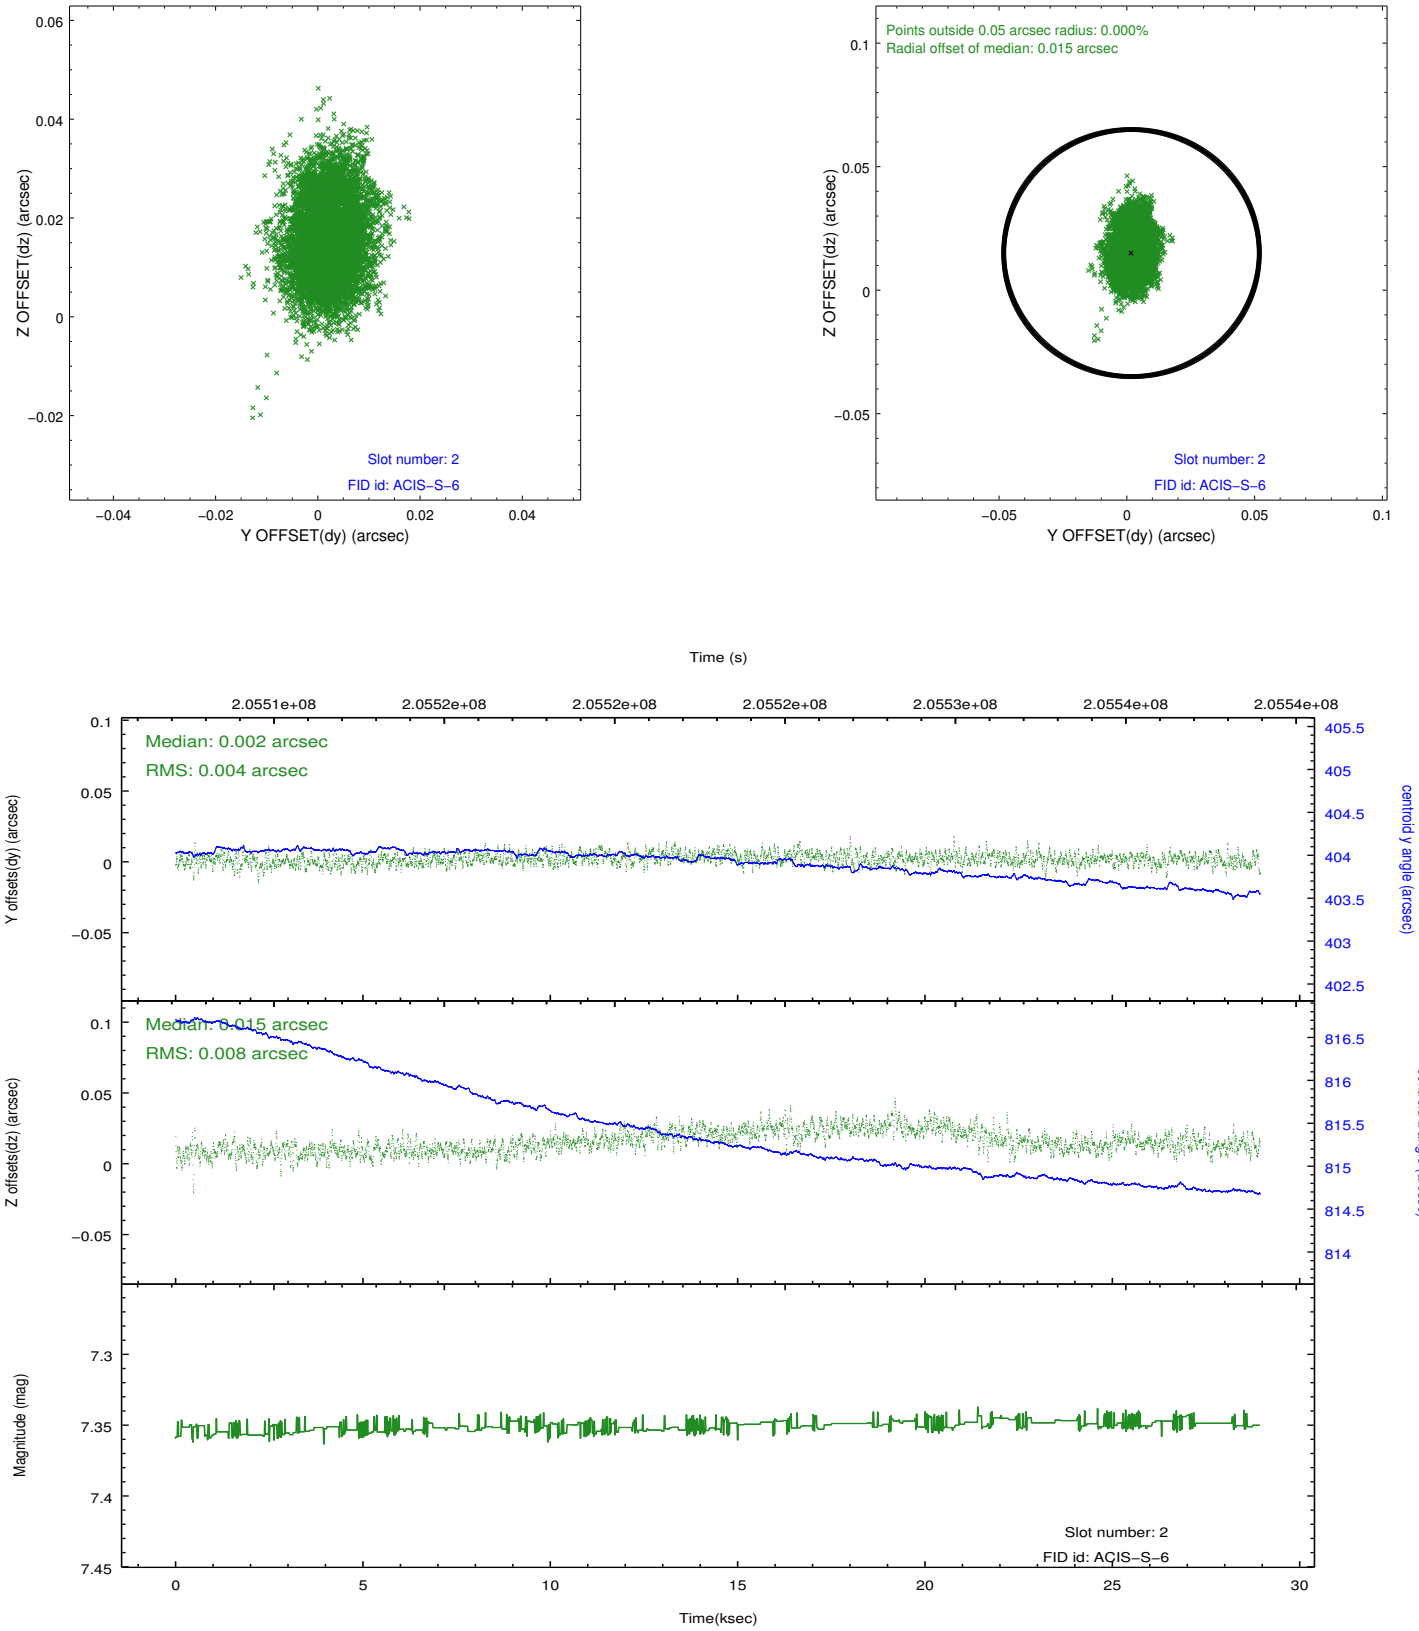 0.06
0.04
0.02
0
−0.02
Z OFFSET(dz) (arcsec)
Slot number: 2
FID id: ACIS−S−6
−0.04 −0.02 0 0.02 0.04
Y OFFSET(dy) (arcsec)
Points outside 0.05 arcsec radius: 0.000%
Radial offset of median: 0.015 arcsec
0.1
0.05
0
−0.05
Z OFFSET(dz) (arcsec)
Slot number: 2
FID id: ACIS−S−6
−0.05 0 0.05 0.1
Y OFFSET(dy) (arcsec)
Time (s)
2.0551e+08 2.0552e+08 2.0552e+08 2.0552e+08 2.0553e+08 2.0554e+08 2.0554e+08
Median: 0.002 arcsec
RMS: 0.004 arcsec
0.1
0.05
0
−0.05
Y offsets(dy) (arcsec)
405.5
405
404.5
404
403.5
403
402.5
centroid y angle (arcsec)
Median: 0.015 arcsec
RMS: 0.008 arcsec
0.1
0.05
0
−0.05
Z offsets(dz) (arcsec)
816.5
816
815.5
815
814.5
814
7.3
7.35
7.4
7.45
Magnitude (mag)
Slot number: 2
FID id: ACIS−S−6
0 5 10 15 20 25 30
Time(ksec)